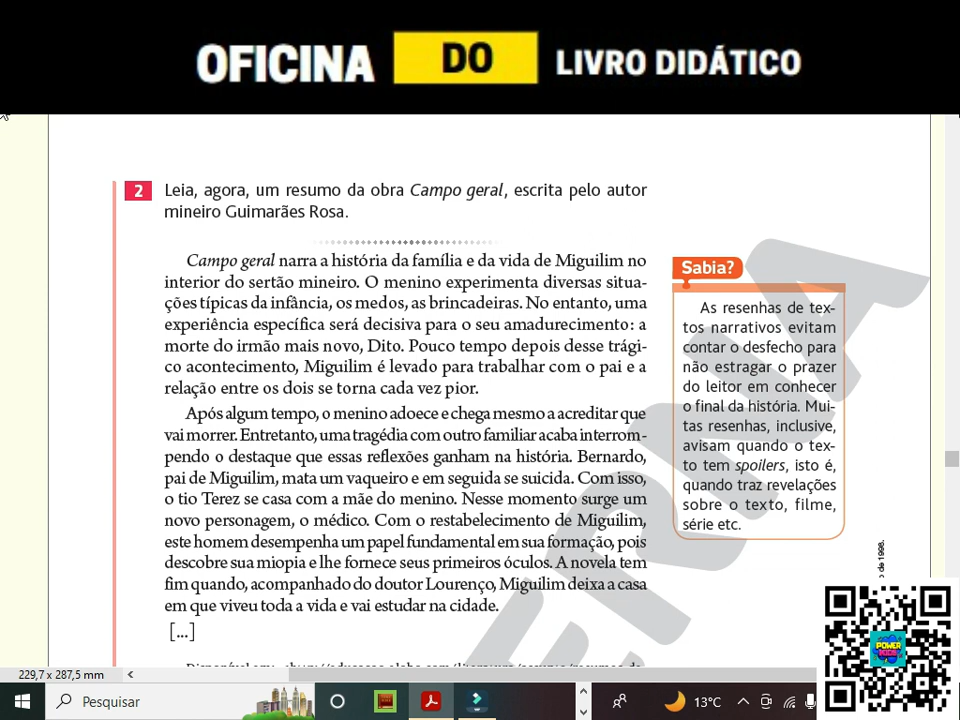 OFICINA DO LIVRO DIDÁTICO
2 Leia, agora, um resumo da obra Campo geral, escrita pelo autor
mineiro Guimarães Rosa.
Campo geral narra a história da família e da vida de Miguilim no
interior do sertão mineiro. O menino experimenta diversas situa-
ções típicas da infância, os medos, as brincadeiras. No entanto, uma
experiência específica será decisiva para o seu amadurecimento: a
morte do irmão mais novo, Dito. Pouco tempo depois desse trági-
co acontecimento, Miguilim é levado para trabalhar com o pai e a
relação entre os dois se torna cada vez pior.
Após algum tempo, o menino adoece e chega mesmo a acreditar que
vai morrer. Entretanto, uma tragédia com outro familiar acaba interrom-
pendo o destaque que essas reflexões ganham na história. Bernardo,
pai de Miguilim, mata um vaqueiro e em seguida se suicida. Com isso,
o tio Terez se casa com a mãe do menino. Nesse momento surge um
novo personagem, o médico. Com o restabelecimento de Miguilim,
este homem desempenha um papel fundamental em sua formação, pois
descobre sua miopia e lhe fornece seus primeiros óculos. A novela tem
fim quando, acompanhado do doutor Lourenço, Miguilim deixa a casa
em que viveu toda a vida e vai estudar na cidade.
[...]
Sabia?
As resenhas de tex-
tos narrativos evitam
contar o desfecho para
não estragar o prazer
do leitor em conhecer
o final da história. Mui-
tas resenhas, inclusive,
avisam quando o tex-
to tem spoilers, isto é,
quando traz revelações
sobre o texto, filme,
série etc.
de 1998.
ERNA
229,7 x 287,5 mm
Pesquisar
13°C
POWER